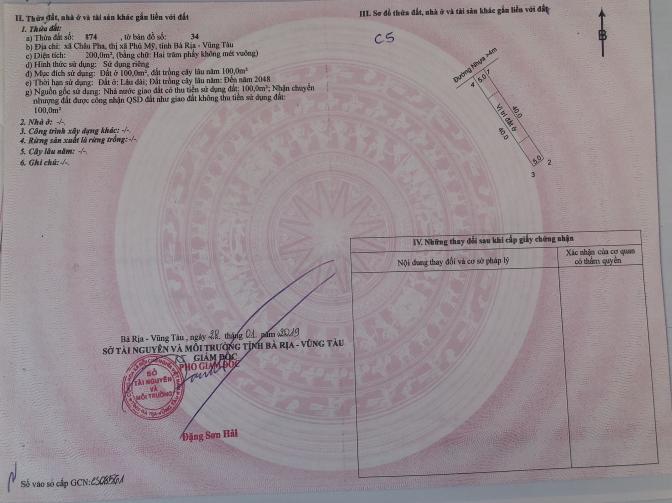 II. Thửa đất, nhà ở và tài sản khác gắn liền với đất
1. Thửa đất:
a) Thửa đất số: 874 , tờ bản đồ số: 34
b) Địa chỉ: xã Châu Pha, thị xã Phú Mỹ, tỉnh Bà Rịa - Vũng Tàu
c) Diện tích: 200,0m², (bằng chữ: Hai trăm phẩy không mét vuông)
d) Hình thức sử dụng: Sử dụng riêng
đ) Mục đích sử dụng: Đất ở 100,0m², đất trồng cây lâu năm 100,0m²
e) Thời hạn sử dụng: Đất ở: Lâu dài; Đất trồng cây lâu năm: Đến năm 2048
g) Nguồn gốc sử dụng: Nhà nước giao đất có thu tiền sử dụng đất: 100,0m²; Nhận chuyển
nhượng đất được công nhận QSD đất như giao đất không thu tiền sử dụng đất:
100,0m²
2. Nhà ở: -/-.
3. Công trình xây dựng khác: -/-.
4. Rừng sản xuất là rừng trồng: -/-.
5. Cây lâu năm: -/-.
6. Ghi chú: -/-.
Bà Rịa - Vũng Tàu , ngày 28 tháng 01 năm 2019
SỞ TÀI NGUYÊN VÀ MÔI TRƯỜNG TỈNH BÀ RỊA - VŨNG TÀU
GIÁM ĐỐC
PHÓ GIÁM ĐỐC
SỞ
TÀI NGUYÊN
VÀ
MÔI TRƯỜNG
Đặng Sơn Hải
Số vào sổ cấp GCN:
III. Sơ đồ thửa đất, nhà ở và tài sản khác gắn liền với đất
C5
B
Đường Nhựa >4m
4
5.0
1
40.0
Vị trí đất ở
40.0
5.0
2
3
IV. Những thay đổi sau khi cấp giấy chứng nhận
Nội dung thay đổi và cơ sở pháp lý
Xác nhận của cơ quan
có thẩm quyền